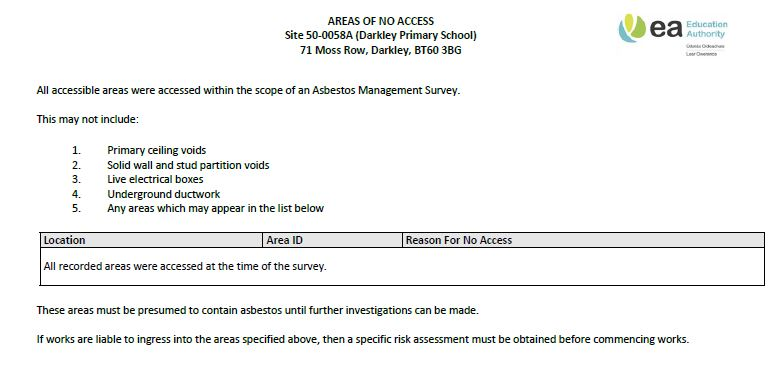 AREAS OF NO ACCESS
Site 50-0058A (Darkley Primary School)
71 Moss Row, Darkley, BT60 3BG
ea Education
Authority
Údarás Oideachais
Lear Owerance
All accessible areas were accessed within the scope of an Asbestos Management Survey.
This may not include:
1. Primary ceiling voids
2. Solid wall and stud partition voids
3. Live electrical boxes
4. Underground ductwork
5. Any areas which may appear in the list below
Location Area ID Reason For No Access
All recorded areas were accessed at the time of the survey.
These areas must be presumed to contain asbestos until further investigations can be made.
If works are liable to ingress into the areas specified above, then a specific risk assessment must be obtained before commencing works.